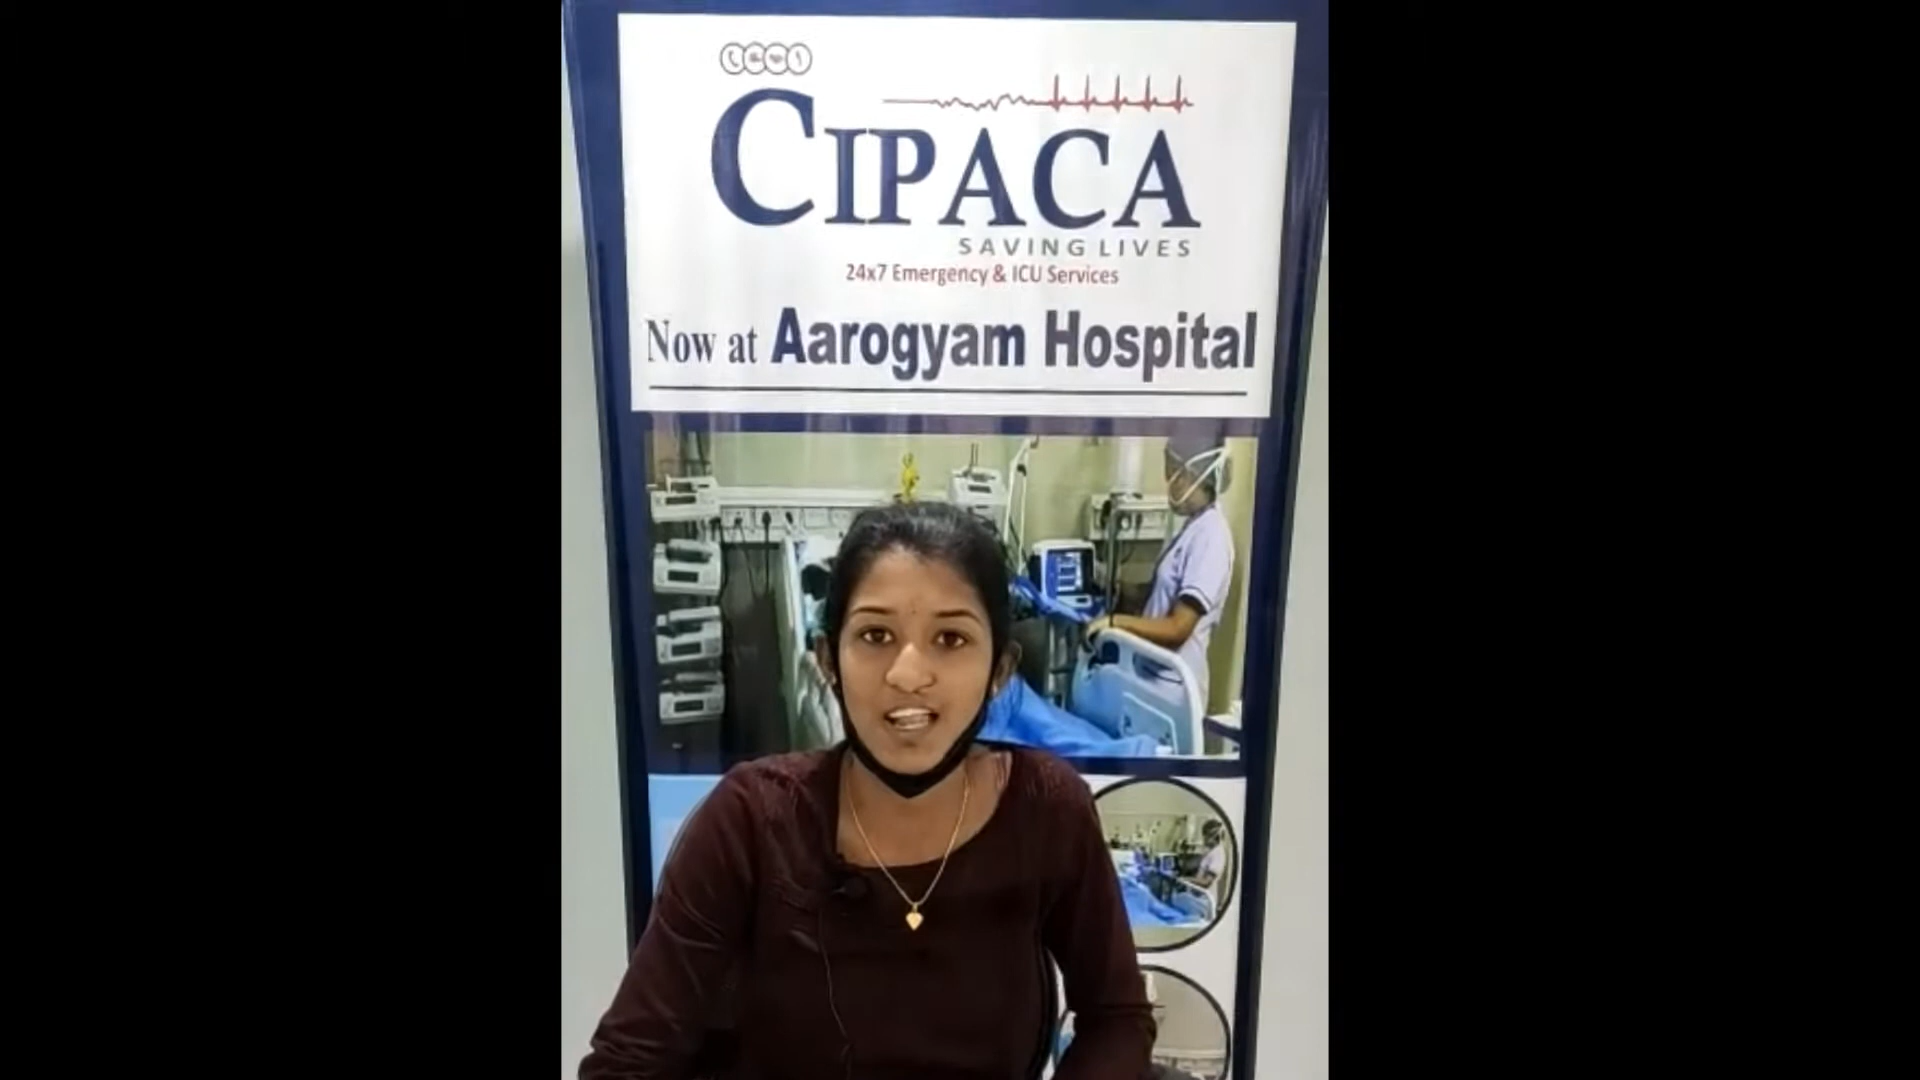 CIPACA
SAVING LIVES
24x7 Emergency & ICU Services
Now at Aarogyam Hospital